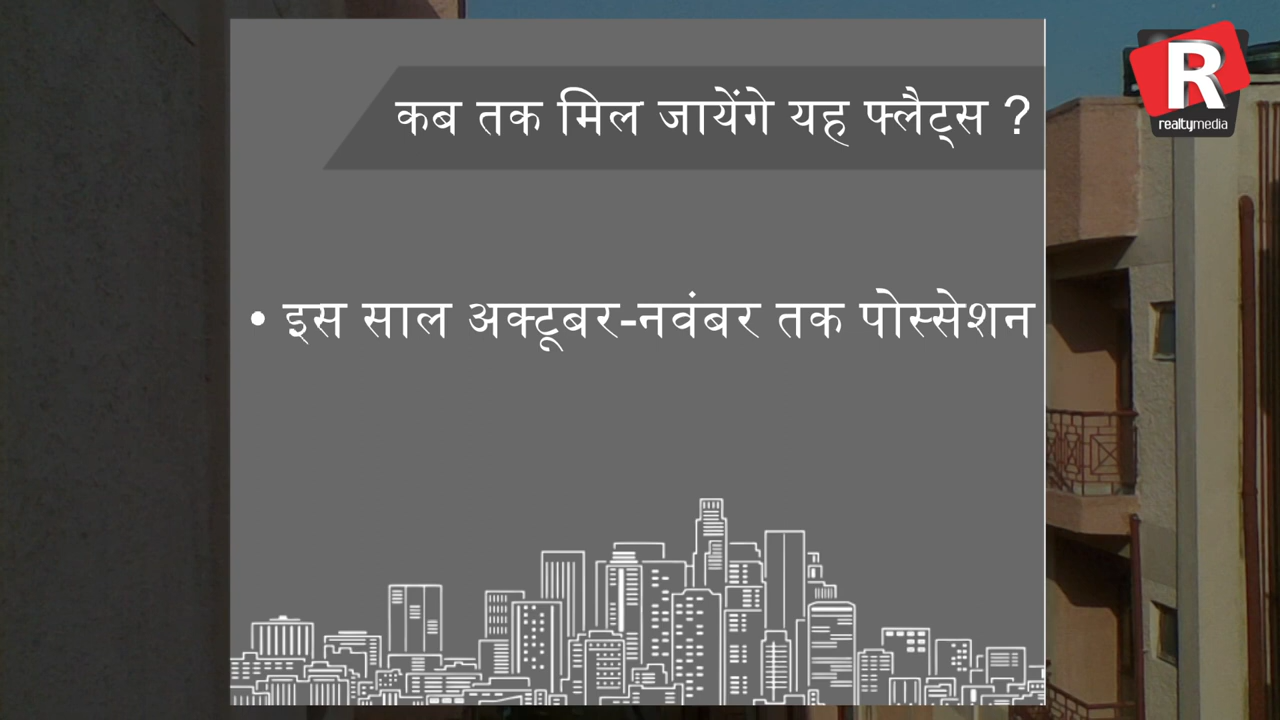 कब तक मिल जायेंगे यह फ्लैट्स ?
• इस साल अक्टूबर-नवंबर तक पोस्सेशन
R
realtymedia